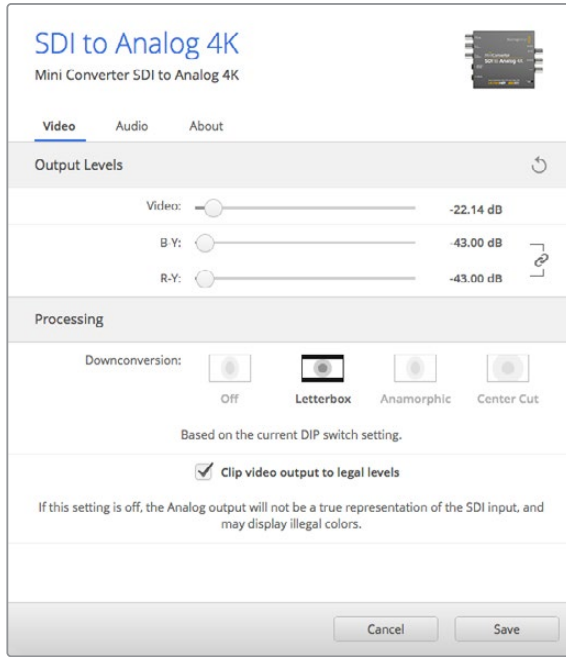 SDI to Analog 4K
Mini Converter SDI to Analog 4K
Video Audio About
Output Levels
Video: -22.14 dB
B-Y: -43.00 dB
R-Y: -43.00 dB
Processing
Downconversion:
Off Letterbox Anamorphic Center Cut
Based on the current DIP switch setting.
Clip video output to legal levels
If this setting is off, the Analog output will not be a true representation of the SDI input, and
may display illegal colors.
Cancel Save